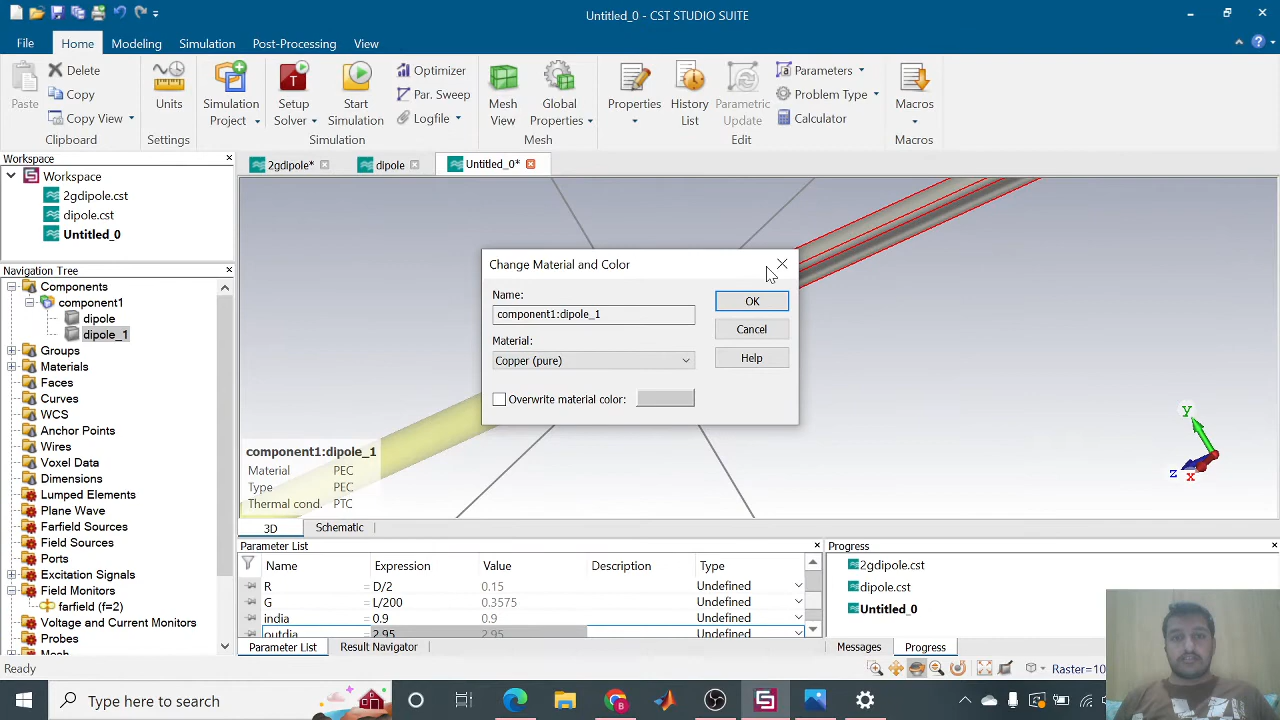 Untitled_0 - CST STUDIO SUITE
File Home Modeling Simulation Post-Processing View
Paste
Delete
Copy
Copy View
Clipboard
Units
Settings
Simulation Project
Setup Solver
Start Simulation
Optimizer
Par. Sweep
Logfile
Simulation
Mesh View
Global Properties
Mesh
Properties
History List
Parametric Update
Parameters
Problem Type
Calculator
Edit
Macros
Macros
Workspace
Workspace
2gdipole.cst
dipole.cst
Untitled_0
Navigation Tree
Components
component1
dipole
dipole_1
Groups
Materials
Faces
Curves
WCS
Anchor Points
Wires
Voxel Data
Dimensions
Lumped Elements
Plane Wave
Farfield Sources
Field Sources
Ports
Excitation Signals
Field Monitors
farfield (f=2)
Voltage and Current Monitors
Probes
Mesh
2gdipole* dipole Untitled_0*
Change Material and Color
Name:
component1:dipole_1
Material:
Copper (pure)
Overwrite material color:
OK
Cancel
Help
component1:dipole_1
Material PEC
Type PEC
Thermal cond. PTC
y
z
x
3D Schematic
Parameter List
Name Expression Value Description Type
R = D/2 0.15 Undefined
G = L/200 0.3575 Undefined
india = 0.9 0.9 Undefined
outdia = 2.95 2.95 Undefined
Parameter List Result Navigator
Progress
2gdipole.cst
dipole.cst
Untitled_0
Messages Progress
Ready
Raster=10
Type here to search